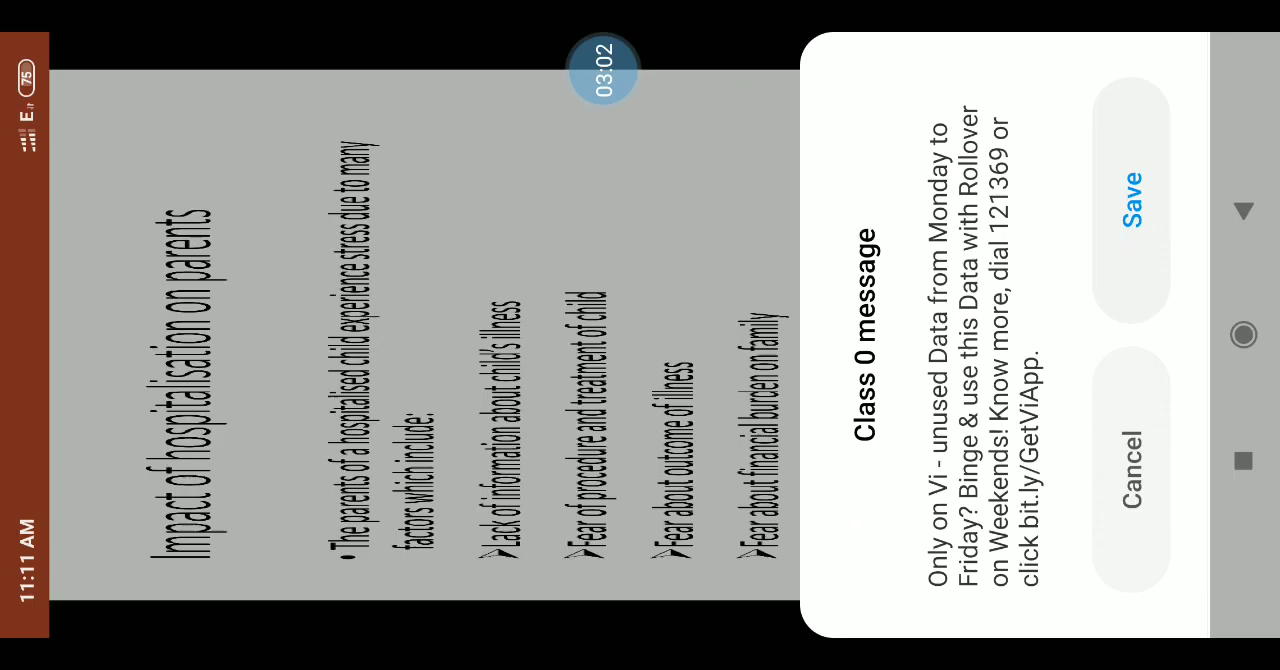 11:11 AM
E
75
03:02
Impact of hospitalisation on parents
• The parents of a hospitalised child experience stress due to many
factors which include:
➢Lack of information about child's illness
➢Fear of procedure and treatment of child
➢Fear about outcome of illness
➢Fear about financial burden on family
Class 0 message
Only on Vi - unused Data from Monday to
Friday? Binge & use this Data with Rollover
on Weekends! Know more, dial 121369 or
click bit.ly/GetViApp.
Cancel
Save